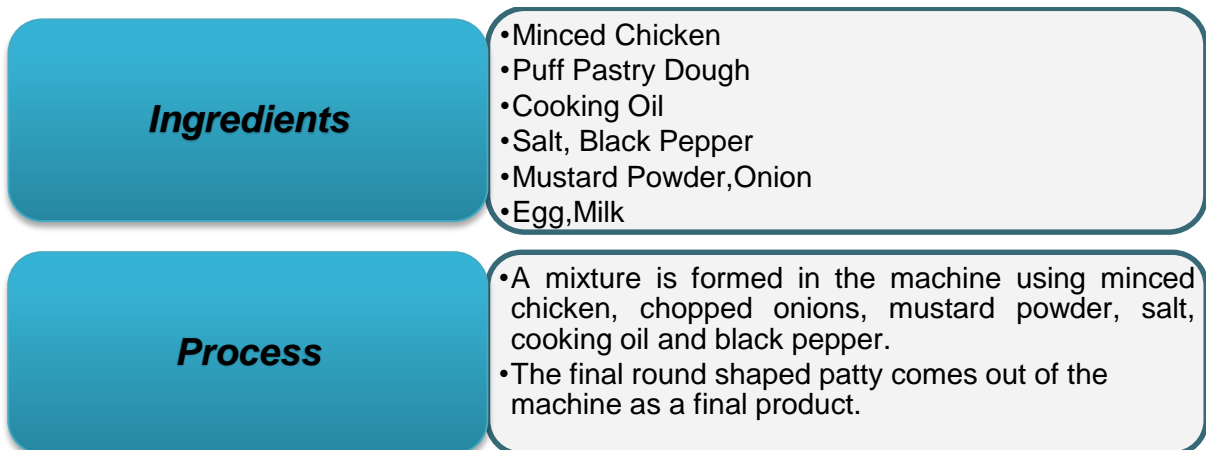 Ingredients
•Minced Chicken
•Puff Pastry Dough
•Cooking Oil
•Salt, Black Pepper
•Mustard Powder,Onion
•Egg,Milk
Process
•A mixture is formed in the machine using minced
chicken, chopped onions, mustard powder, salt,
cooking oil and black pepper.
•The final round shaped patty comes out of the
machine as a final product.